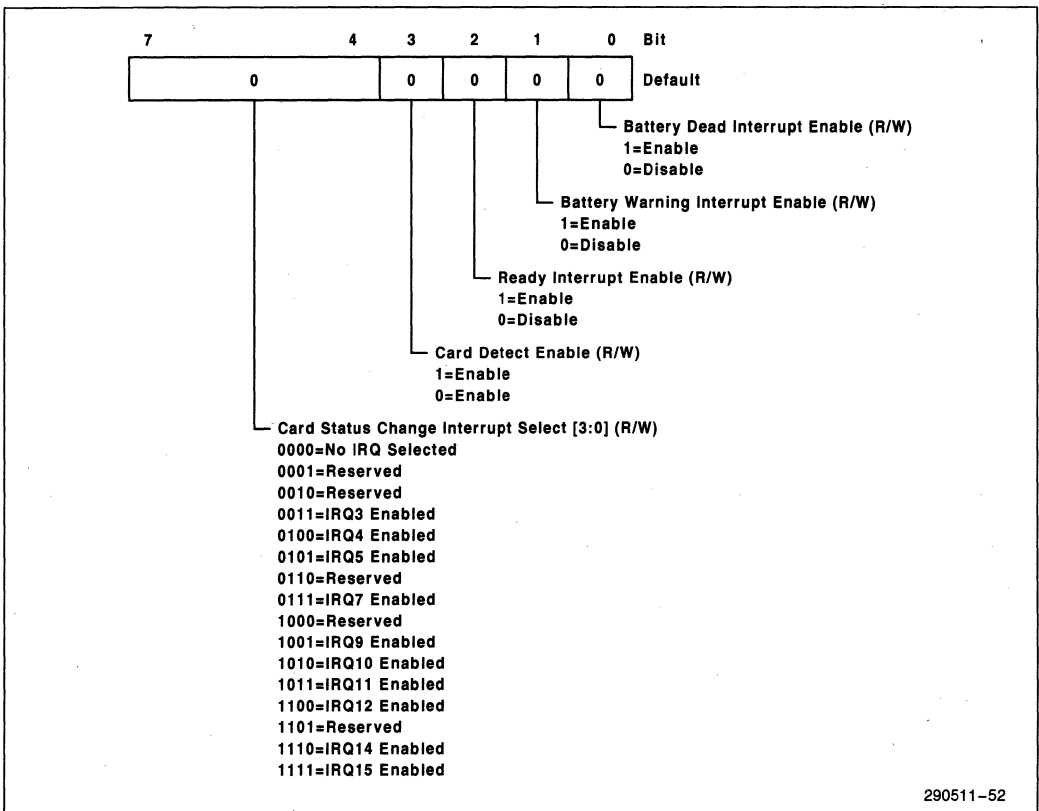 7 4 3 2 1 0 Bit
0 0 0 0 0 Default
Battery Dead Interrupt Enable (R/W)
1=Enable
0=Disable
Battery Warning Interrupt Enable (R/W)
1=Enable
0=Disable
Ready Interrupt Enable (R/W)
1=Enable
0=Disable
Card Detect Enable (R/W)
1=Enable
0=Enable
Card Status Change Interrupt Select [3:0] (R/W)
0000=No IRQ Selected
0001=Reserved
0010=Reserved
0011=IRQ3 Enabled
0100=IRQ4 Enabled
0101=IRQ5 Enabled
0110=Reserved
0111=IRQ7 Enabled
1000=Reserved
1001=IRQ9 Enabled
1010=IRQ10 Enabled
1011=IRQ11 Enabled
1100=IRQ12 Enabled
1101=Reserved
1110=IRQ14 Enabled
1111=IRQ15 Enabled
290511–52